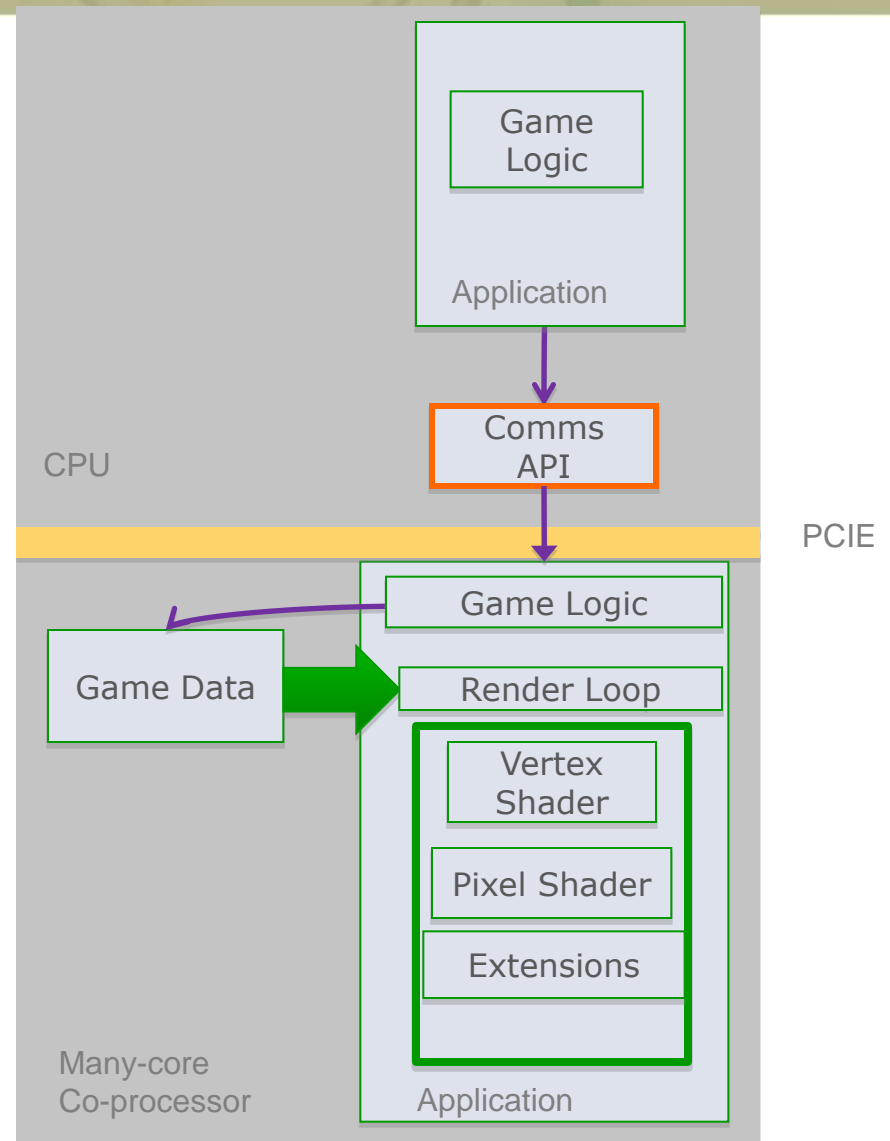 Game
Logic
Application
Comms
API
CPU
PCIE
Game Logic
Game Data
Render Loop
Vertex
Shader
Pixel Shader
Extensions
Many-core
Co-processor
Application